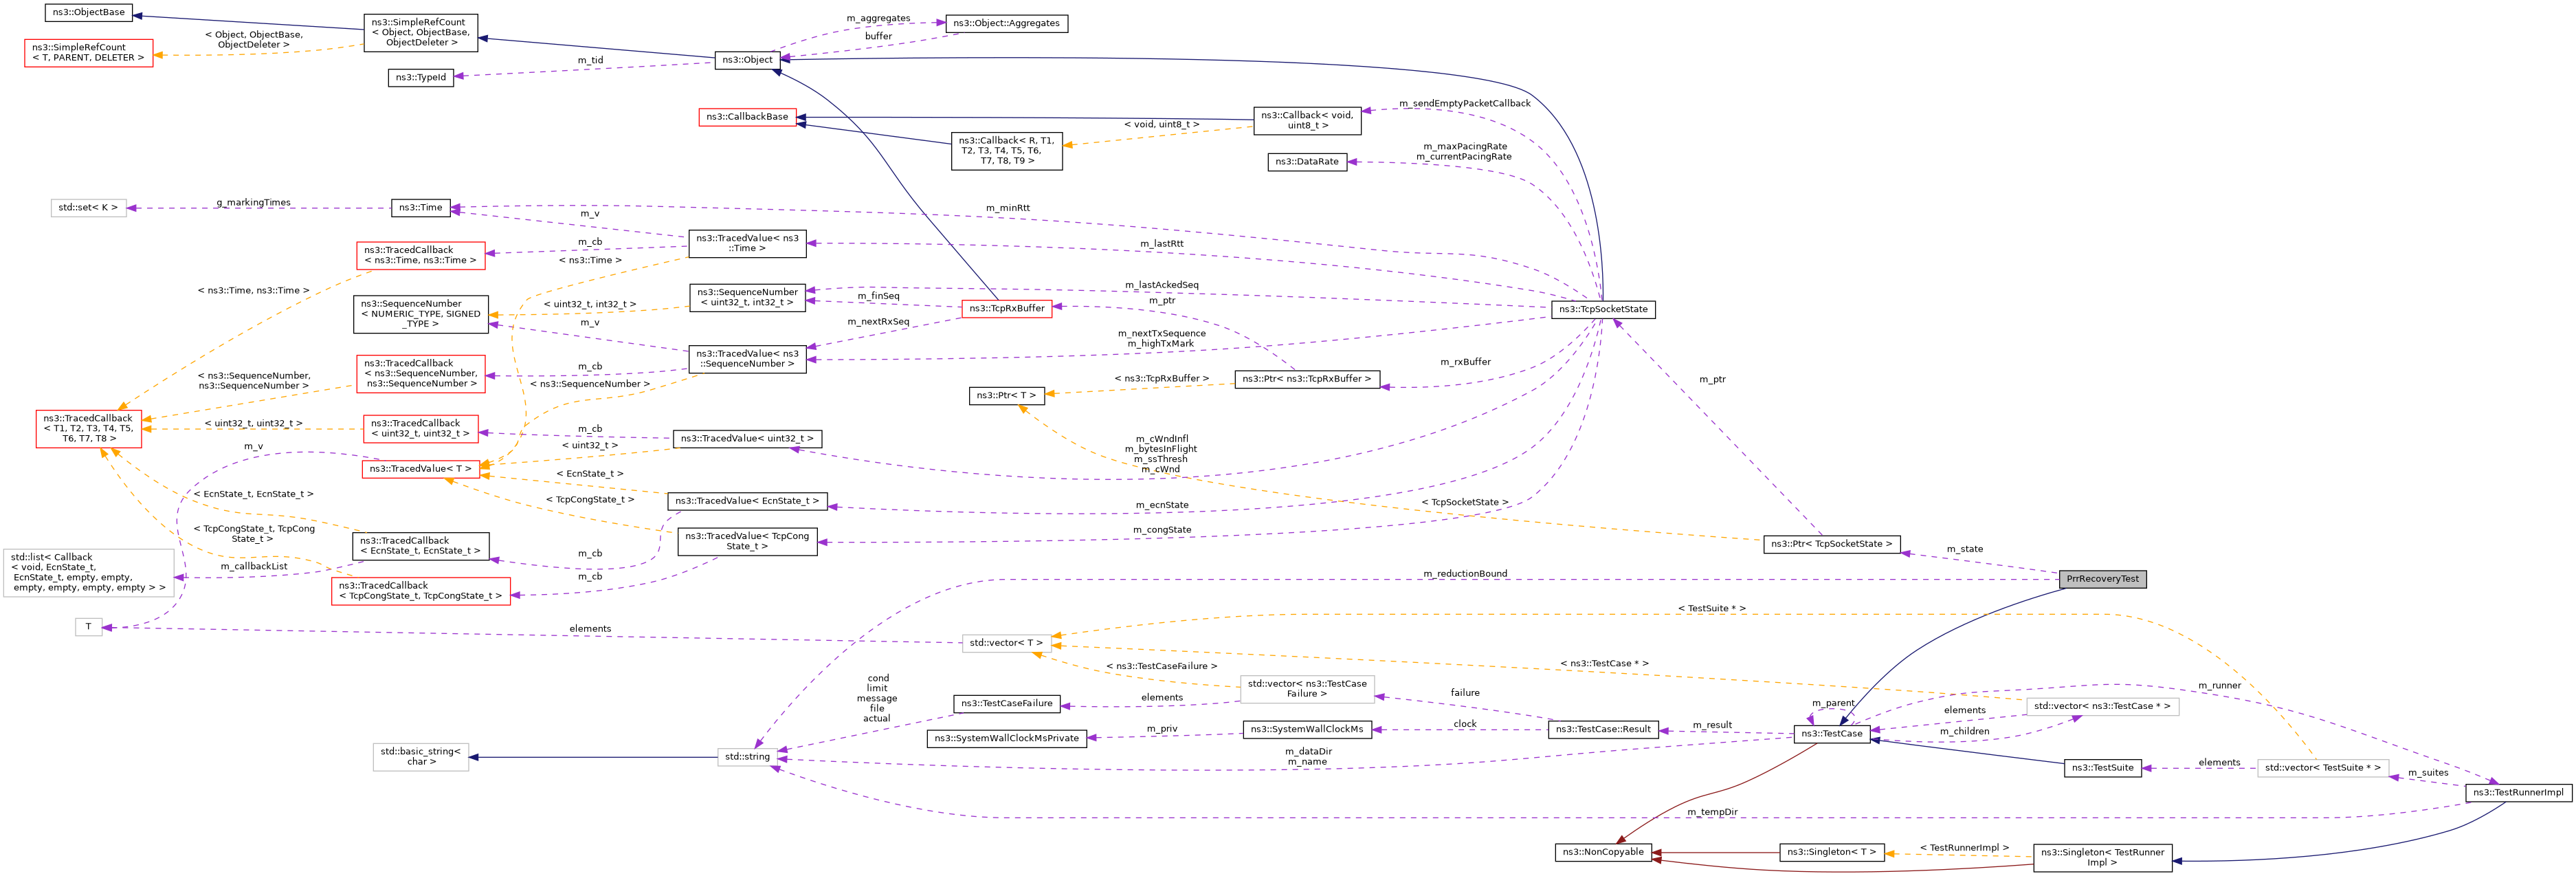 ns3::ObjectBase
ns3::SimpleRefCount
< T, PARENT, DELETER >
< Object, ObjectBase,
ObjectDeleter >
ns3::SimpleRefCount
< Object, ObjectBase,
ObjectDeleter >
ns3::TypeId
m_tid
ns3::Object
m_aggregates
buffer
ns3::Object::Aggregates
ns3::CallbackBase
ns3::Callback< R, T1,
T2, T3, T4, T5, T6,
T7, T8, T9 >
< void, uint8_t >
ns3::Callback< void,
uint8_t >
m_sendEmptyPacketCallback
ns3::DataRate
m_maxPacingRate
m_currentPacingRate
std::set< K >
g_markingTimes
ns3::Time
m_v
m_minRtt
ns3::TracedCallback
< ns3::Time, ns3::Time >
m_cb
< ns3::Time >
ns3::TracedValue< ns3
::Time >
m_lastRtt
< ns3::Time, ns3::Time >
ns3::SequenceNumber
< NUMERIC_TYPE, SIGNED
_TYPE >
< uint32_t, int32_t >
m_v
ns3::SequenceNumber
< uint32_t, int32_t >
m_finSeq
m_nextRxSeq
ns3::TcpRxBuffer
m_lastAckedSeq
m_ptr
ns3::TcpSocketState
ns3::TracedCallback
< ns3::SequenceNumber,
ns3::SequenceNumber >
< ns3::SequenceNumber,
ns3::SequenceNumber >
m_cb
< ns3::SequenceNumber >
ns3::TracedValue< ns3
::SequenceNumber >
m_nextTxSequence
m_highTxMark
m_rxBuffer
ns3::Ptr< ns3::TcpRxBuffer >
< ns3::TcpRxBuffer >
ns3::Ptr< T >
m_ptr
ns3::TracedCallback
< T1, T2, T3, T4, T5,
T6, T7, T8 >
< uint32_t, uint32_t >
ns3::TracedCallback
< uint32_t, uint32_t >
m_cb
ns3::TracedValue< uint32_t >
< uint32_t >
m_v
ns3::TracedValue< T >
m_cWndInfl
m_bytesInFlight
m_ssThresh
m_cWnd
< EcnState_t >
< TcpCongState_t >
ns3::TracedValue< EcnState_t >
m_ecnState
< TcpSocketState >
< EcnState_t, EcnState_t >
< TcpCongState_t, TcpCong
State_t >
ns3::TracedCallback
< EcnState_t, EcnState_t >
m_cb
ns3::TracedValue< TcpCong
State_t >
m_congState
ns3::Ptr< TcpSocketState >
m_state
std::list< Callback
< void, EcnState_t,
EcnState_t, empty, empty,
empty, empty, empty, empty > >
m_callbackList
ns3::TracedCallback
< TcpCongState_t, TcpCongState_t >
m_cb
m_reductionBound
PrrRecoveryTest
T
elements
std::vector< T >
< TestSuite * >
< ns3::TestCase * >
< ns3::TestCaseFailure >
cond
limit
message
file
actual
ns3::TestCaseFailure
elements
std::vector< ns3::TestCase
Failure >
failure
ns3::SystemWallClockMsPrivate
m_priv
ns3::SystemWallClockMs
clock
ns3::TestCase::Result
m_result
m_parent
ns3::TestCase
elements
m_children
std::vector< ns3::TestCase * >
m_runner
std::basic_string<
char >
std::string
m_dataDir
m_name
ns3::TestSuite
elements
std::vector< TestSuite * >
m_suites
ns3::TestRunnerImpl
m_tempDir
ns3::NonCopyable
ns3::Singleton< T >
< TestRunnerImpl >
ns3::Singleton< TestRunner
Impl >